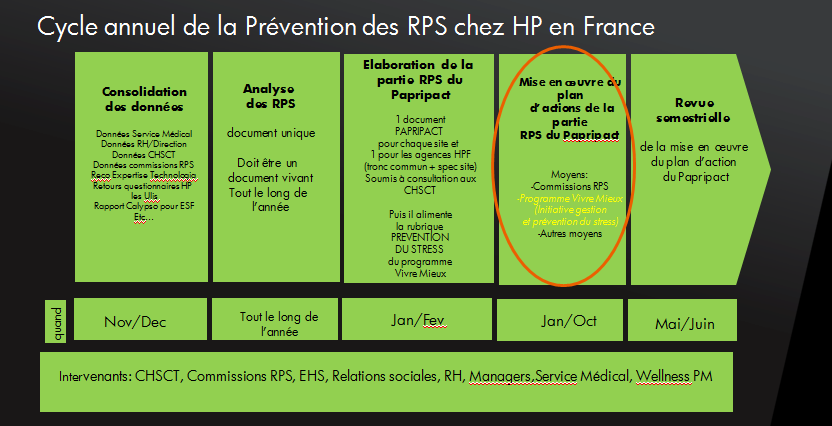 Cycle annuel de la Prévention des RPS chez HP en France
Consolidation
des données
Données Service Médical
Données RH/Direction
Données CHSCT
Données commissions RPS
Reco Expertise Technologia
Retours questionnaires HP
les Ulis
Rapport Calypso pour ESF
Etc…
Analyse
des RPS
document unique
Doit être un
document vivant
Tout le long de
l'année
Elaboration de la
partie RPS du
Papripact
1 document
PAPRIPACT
pour chaque site et
1 pour les agences HPF
(tronc commun + spec site)
Soumis à consultation aux
CHSCT
Puis il alimente
la rubrique
PREVENTION
DU STRESS
du programme
Vivre Mieux
Mise en œuvre du
plan
d'actions de la
partie
RPS du Papripact
Moyens:
-Commissions RPS
-Programme Vivre Mieux
(Initiative gestion
et prévention du stress)
-Autres moyens
Revue
semestrielle
de la mise en œuvre
du plan d'action
du Papripact
quand
Nov/Dec
Tout le long de
l'année
Jan/Fev
Jan/Oct
Mai/Juin
Intervenants: CHSCT, Commissions RPS, EHS, Relations sociales, RH, Managers,Service Médical, Wellness PM